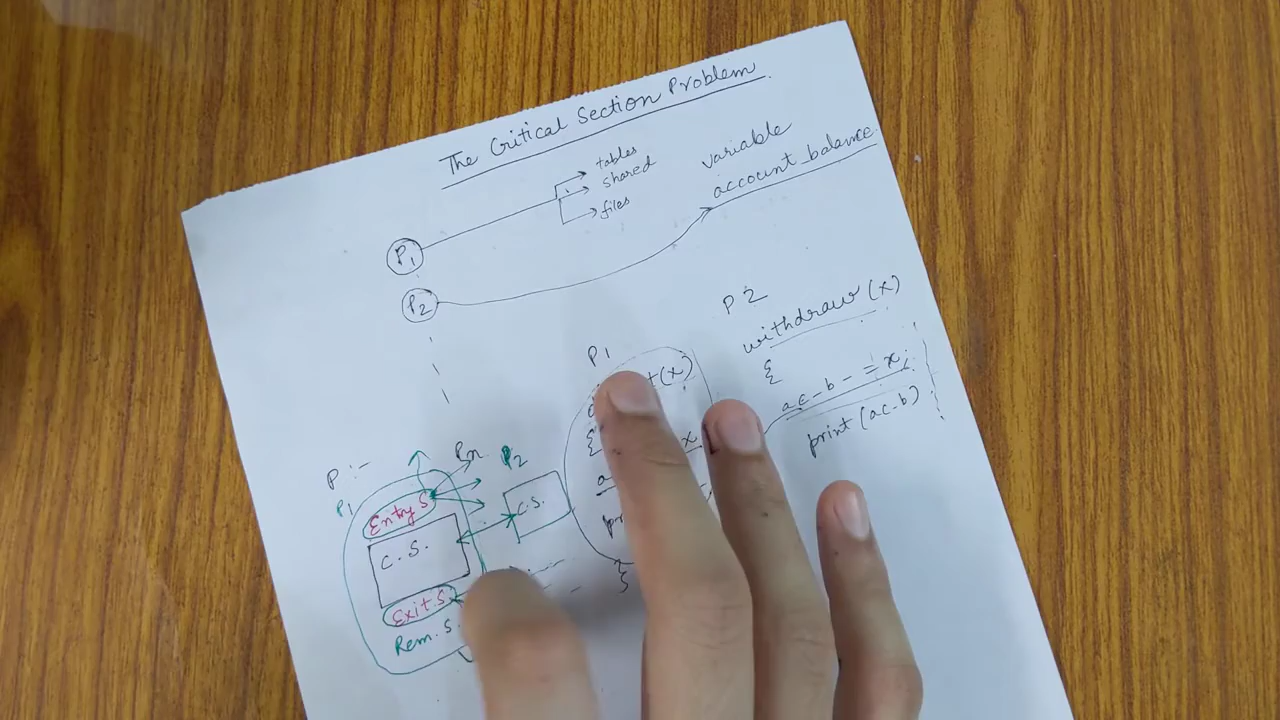 The Critical Section Problem
tables
shared
files
variable
account_balance
P1
P2
P2
withdraw (x)
{
ac-b - = x;
print (ac-b)
P1
t(x)
{
x
}
P :-
P1
Pn
P2
Entry S
C.S.
C.S.
Exit S
Rem. S.